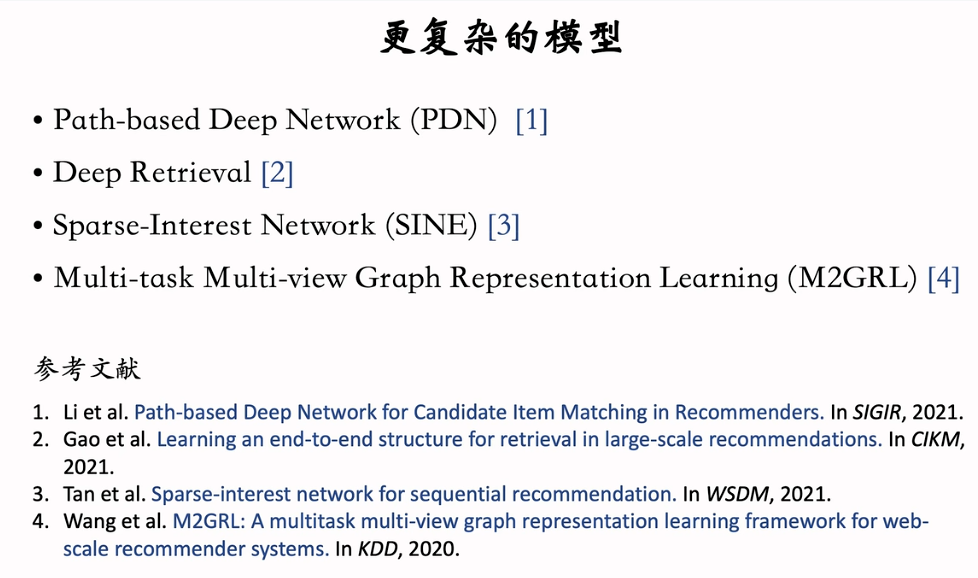 更复杂的模型
• Path-based Deep Network (PDN) [1]
• Deep Retrieval [2]
• Sparse-Interest Network (SINE) [3]
• Multi-task Multi-view Graph Representation Learning (M2GRL) [4]
参考文献
1. Li et al. Path-based Deep Network for Candidate Item Matching in Recommenders. In SIGIR, 2021.
2. Gao et al. Learning an end-to-end structure for retrieval in large-scale recommendations. In CIKM,
2021.
3. Tan et al. Sparse-interest network for sequential recommendation. In WSDM, 2021.
4. Wang et al. M2GRL: A multitask multi-view graph representation learning framework for web-
scale recommender systems. In KDD, 2020.